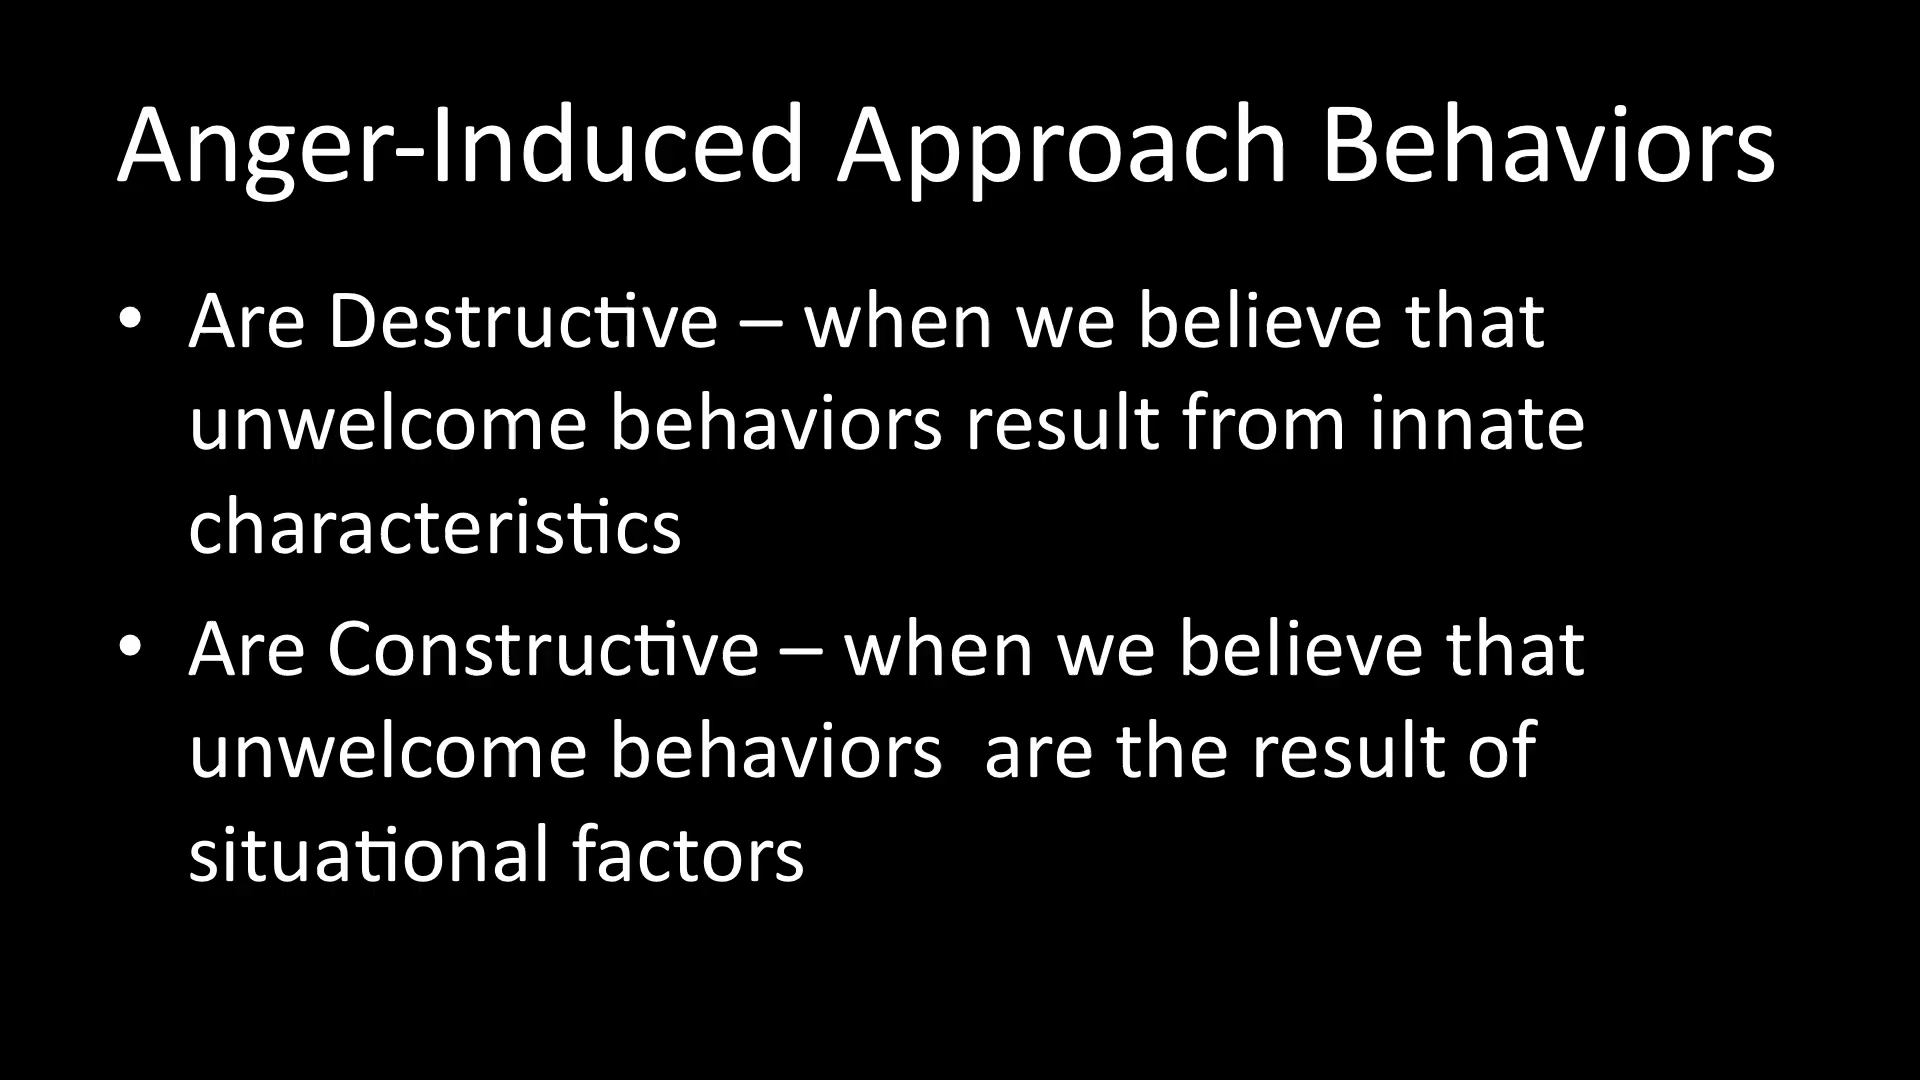 Anger-Induced Approach Behaviors
• Are Destructive – when we believe that
unwelcome behaviors result from innate
characteristics
• Are Constructive – when we believe that
unwelcome behaviors  are the result of
situational factors